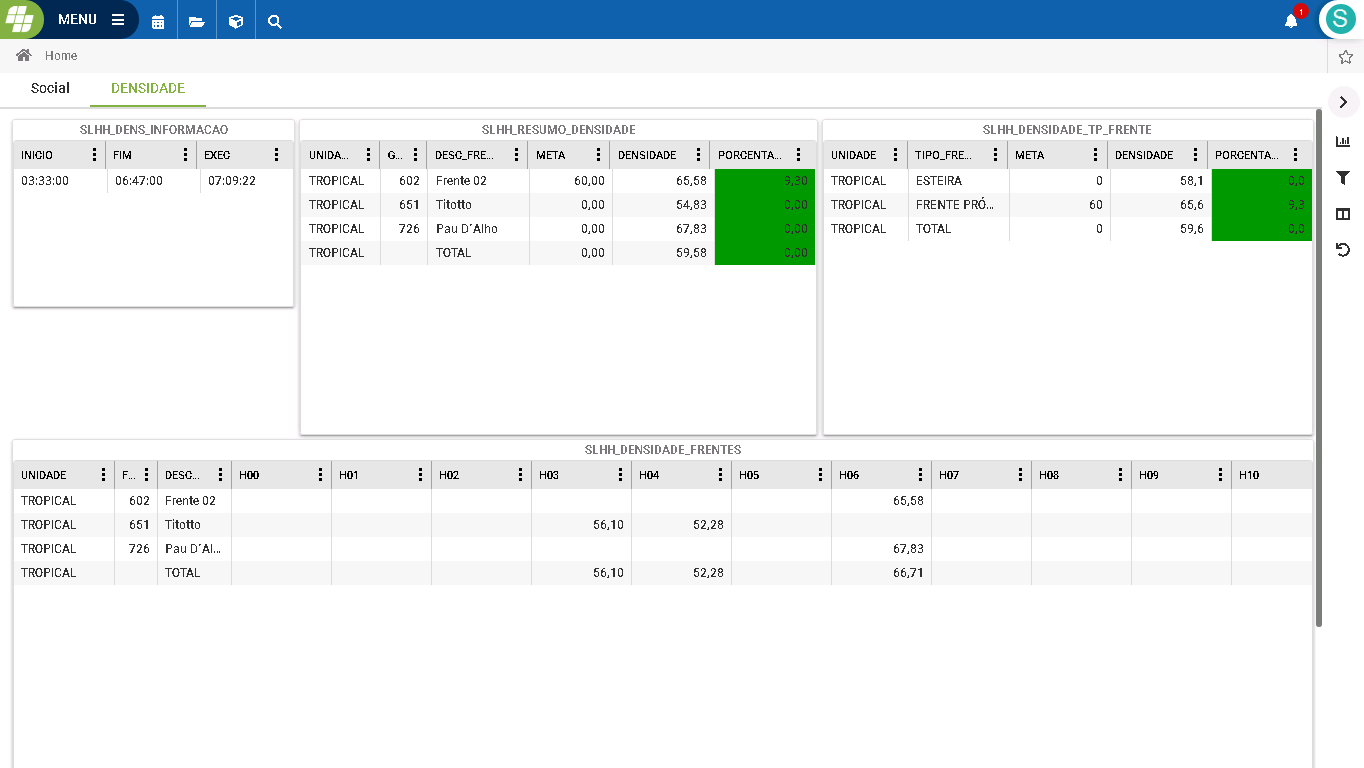 MENU
1
S
Home
Social DENSIDADE
SLHH_DENS_INFORMACAO
INICIO FIM EXEC
03:33:00 06:47:00 07:09:22
SLHH_RESUMO_DENSIDADE
UNIDA... G... DESC_FRE... META DENSIDADE PORCENTA...
TROPICAL 602 Frente 02 60,00 65,58 9,30
TROPICAL 651 Titotto 0,00 54,83 0,00
TROPICAL 726 Pau D´Alho 0,00 67,83 0,00
TROPICAL TOTAL 0,00 59,58 0,00
SLHH_DENSIDADE_TP_FRENTE
UNIDADE TIPO_FRE... META DENSIDADE PORCENTA...
TROPICAL ESTEIRA 0 58,1 0,0
TROPICAL FRENTE PRÓ... 60 65,6 9,3
TROPICAL TOTAL 0 59,6 0,0
SLHH_DENSIDADE_FRENTES
UNIDADE F... DESC... H00 H01 H02 H03 H04 H05 H06 H07 H08 H09 H10
TROPICAL 602 Frente 02 65,58
TROPICAL 651 Titotto 56,10 52,28
TROPICAL 726 Pau D´Al... 67,83
TROPICAL TOTAL 56,10 52,28 66,71